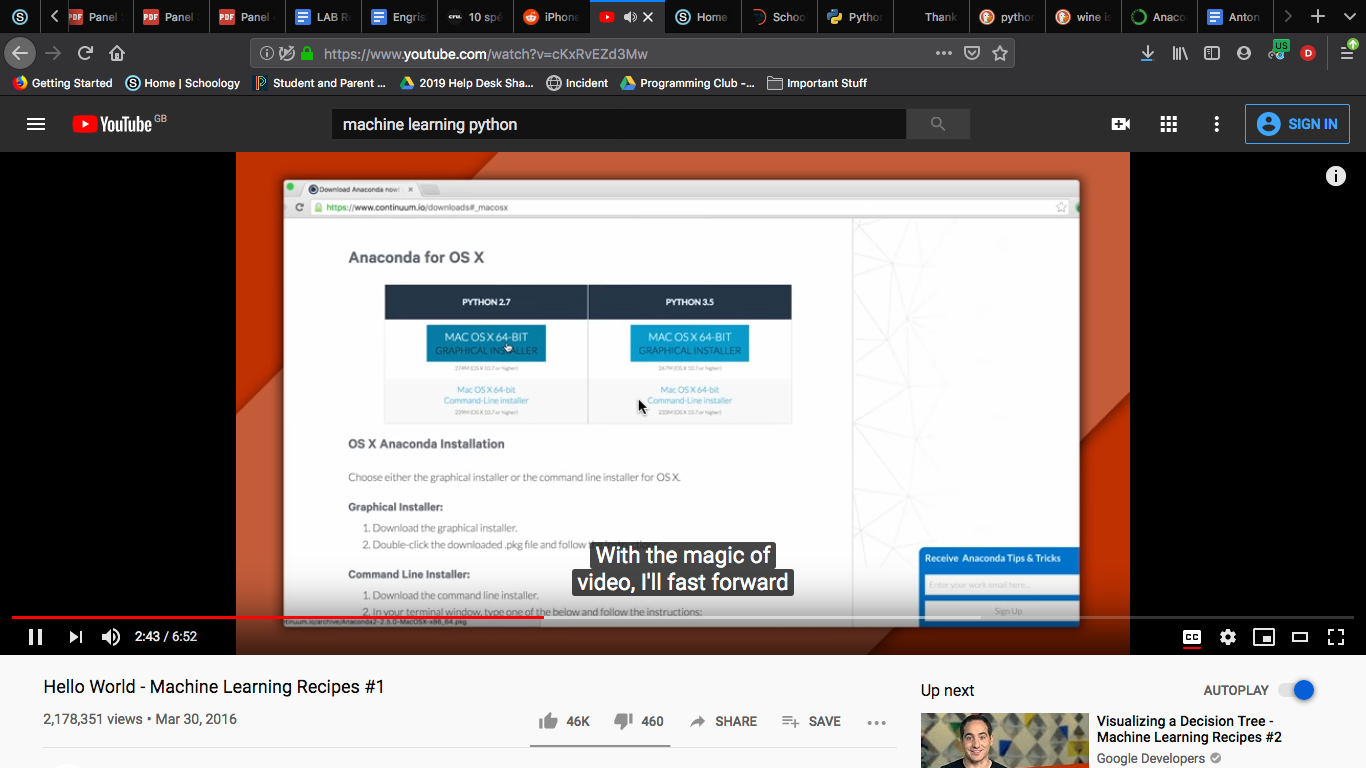 Panel
Panel
Panel
LAB R
Engris
10 spé
iPhone
Home
Schoo
Pythor
Thank
pythor
wine is
Anaco
Anton
https://www.youtube.com/watch?v=cKxRvEZd3Mw
US
D
Getting Started
Home | Schoology
Student and Parent ...
2019 Help Desk Sha...
Incident
Programming Club -...
Important Stuff
YouTube GB
machine learning python
SIGN IN
Download Anaconda now!
https://www.continuum.io/downloads#_macosx
Anaconda for OS X
PYTHON 2.7
PYTHON 3.5
MAC OS X 64-BIT
GRAPHICAL INSTALLER
MAC OS X 64-BIT
GRAPHICAL INSTALLER
Mac OS X 64-bit
Command-Line installer
Mac OS X 64-bit
Command-Line installer
OS X Anaconda Installation
Choose either the graphical installer or the command line installer for OS X.
Graphical Installer:
1. Download the graphical installer.
2. Double-click the downloaded .pkg file and follow
With the magic of
video, I'll fast forward
Command Line Installer:
1. Download the command line installer.
2. In your terminal window, type one of the below and follow the instructions:
Receive Anaconda Tips & Tricks
Enter your work email here...
Sign Up
2:43 / 6:52
CC
Hello World - Machine Learning Recipes #1
2,178,351 views • Mar 30, 2016
46K
460
SHARE
SAVE
Up next
AUTOPLAY
Visualizing a Decision Tree -
Machine Learning Recipes #2
Google Developers